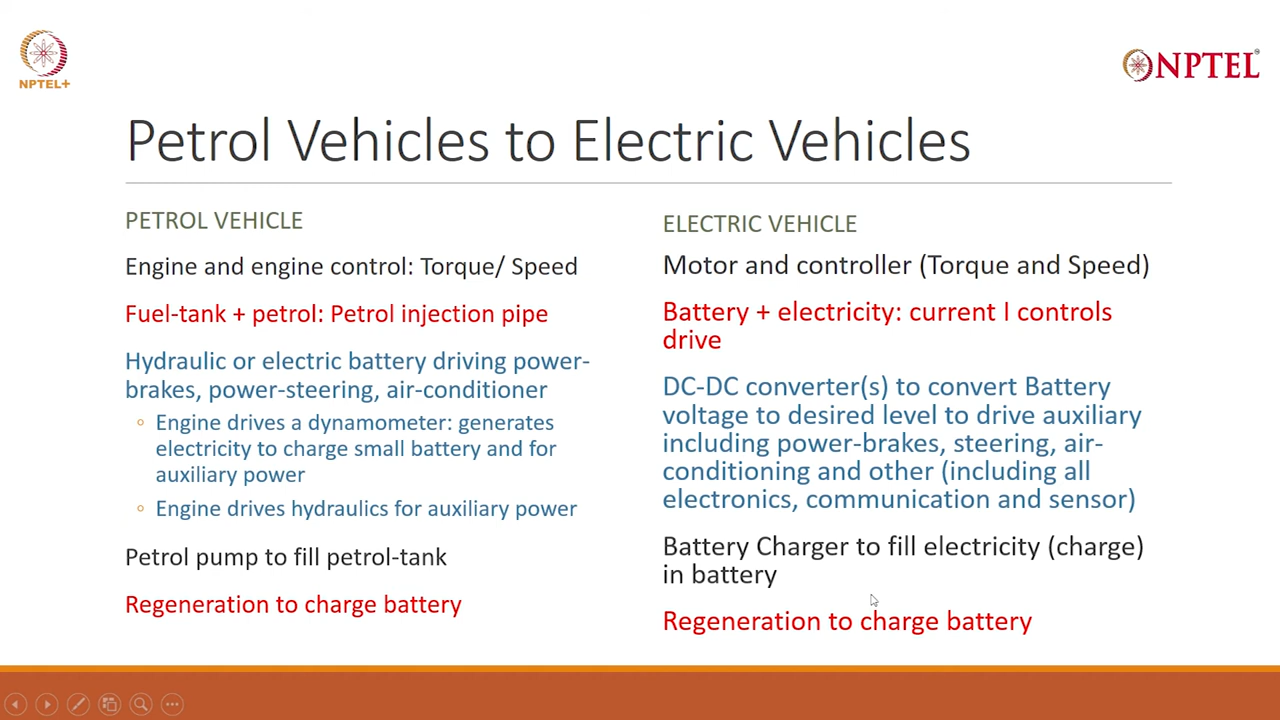 NPTEL+
NPTEL
Petrol Vehicles to Electric Vehicles
PETROL VEHICLE
Engine and engine control: Torque/ Speed
Fuel-tank + petrol: Petrol injection pipe
Hydraulic or electric battery driving power-
brakes, power-steering, air-conditioner
Engine drives a dynamometer: generates
electricity to charge small battery and for
auxiliary power
Engine drives hydraulics for auxiliary power
Petrol pump to fill petrol-tank
Regeneration to charge battery
ELECTRIC VEHICLE
Motor and controller (Torque and Speed)
Battery + electricity: current I controls
drive
DC-DC converter(s) to convert Battery
voltage to desired level to drive auxiliary
including power-brakes, steering, air-
conditioning and other (including all
electronics, communication and sensor)
Battery Charger to fill electricity (charge)
in battery
Regeneration to charge battery